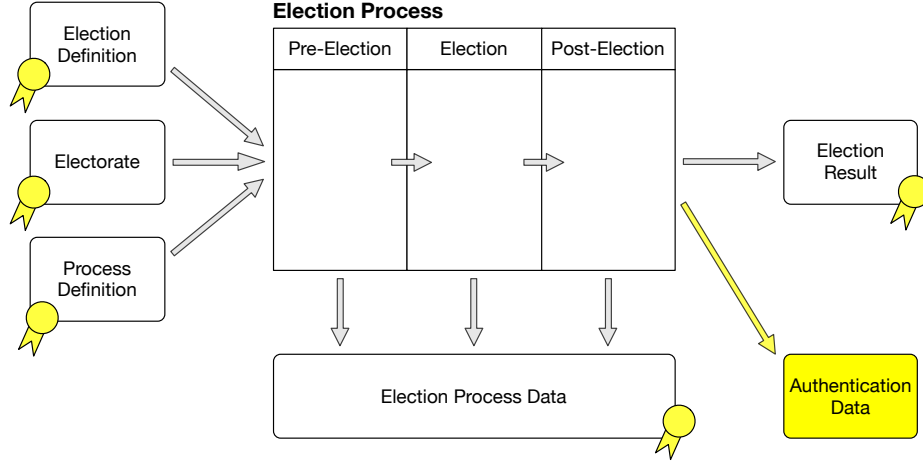 Election Process
Election
Definition
Pre-Election
Election
Post-Election
Electorate
Election
Result
Process
Definition
Election Process Data
Authentication
Data